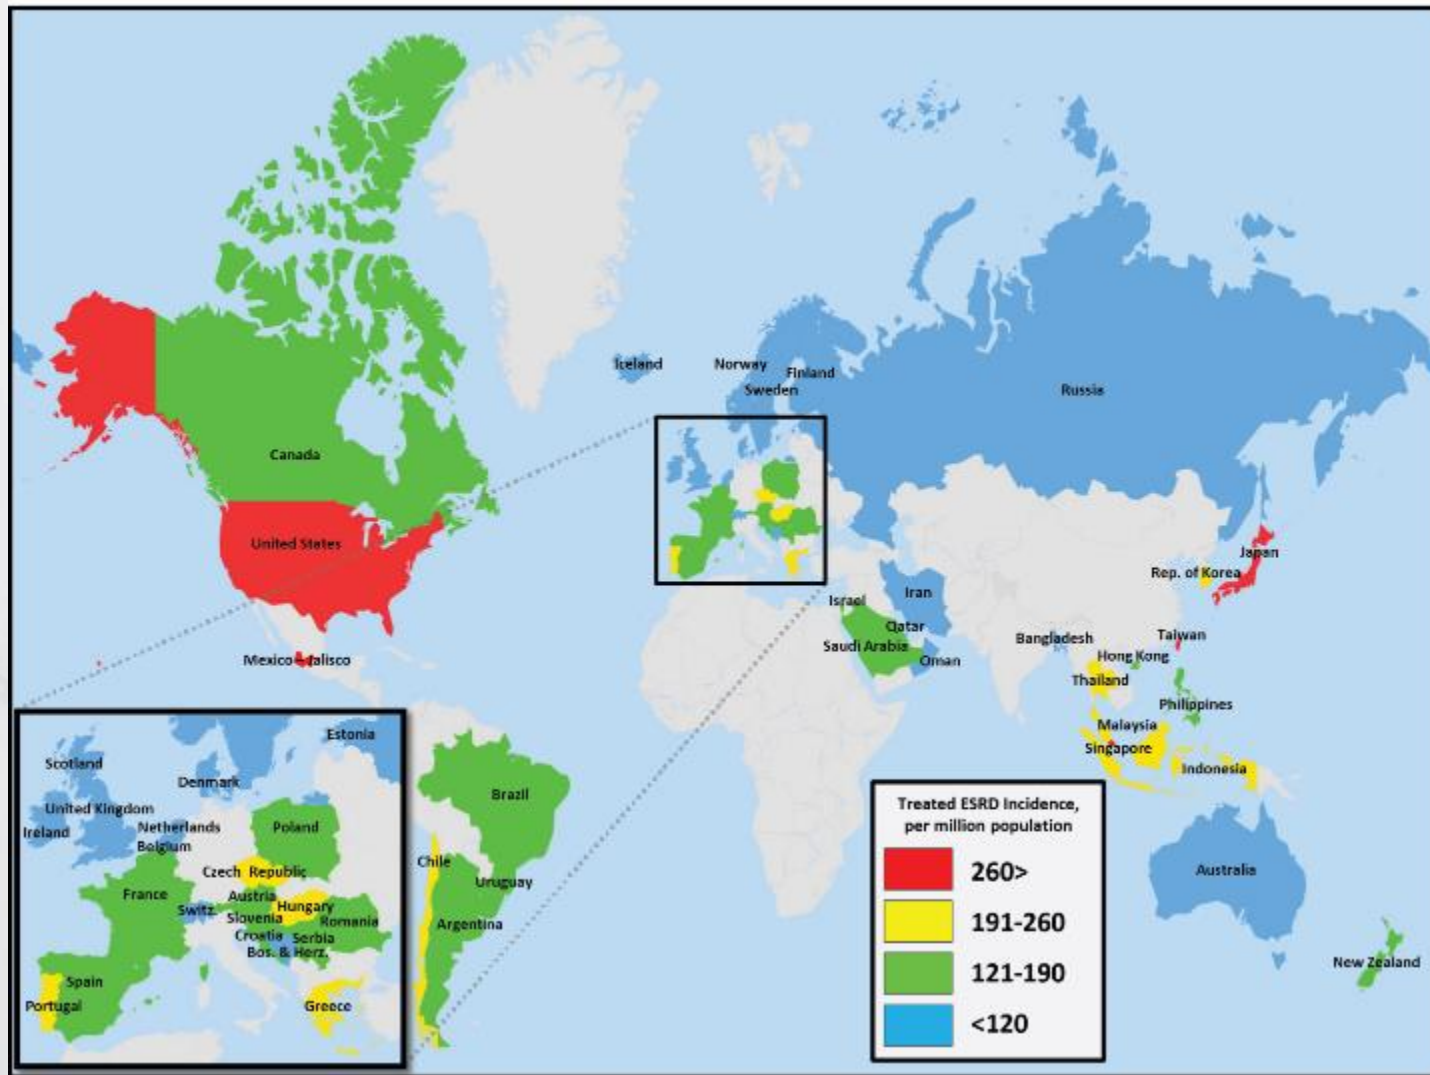 Iceland
Norway
Finland
Sweden
Russia
Canada
United States
Japan
Rep. of Korea
Iran
Israel
Qatar
Saudi Arabia
Oman
Bangladesh
Taiwan
Hong Kong
Thailand
Philippines
Malaysia
Singapore
Indonesia
Mexico – Jalisco
Estonia
Scotland
Denmark
United Kingdom
Ireland
Netherlands
Belgium
Poland
Czech Republic
France
Austria
Switz.
Hungary
Slovenia
Romania
Croatia
Serbia
Bos. & Herz.
Spain
Portugal
Greece
Brazil
Chile
Uruguay
Argentina
Treated ESRD Incidence,
per million population
260>
191-260
121-190
<120
Australia
New Zealand